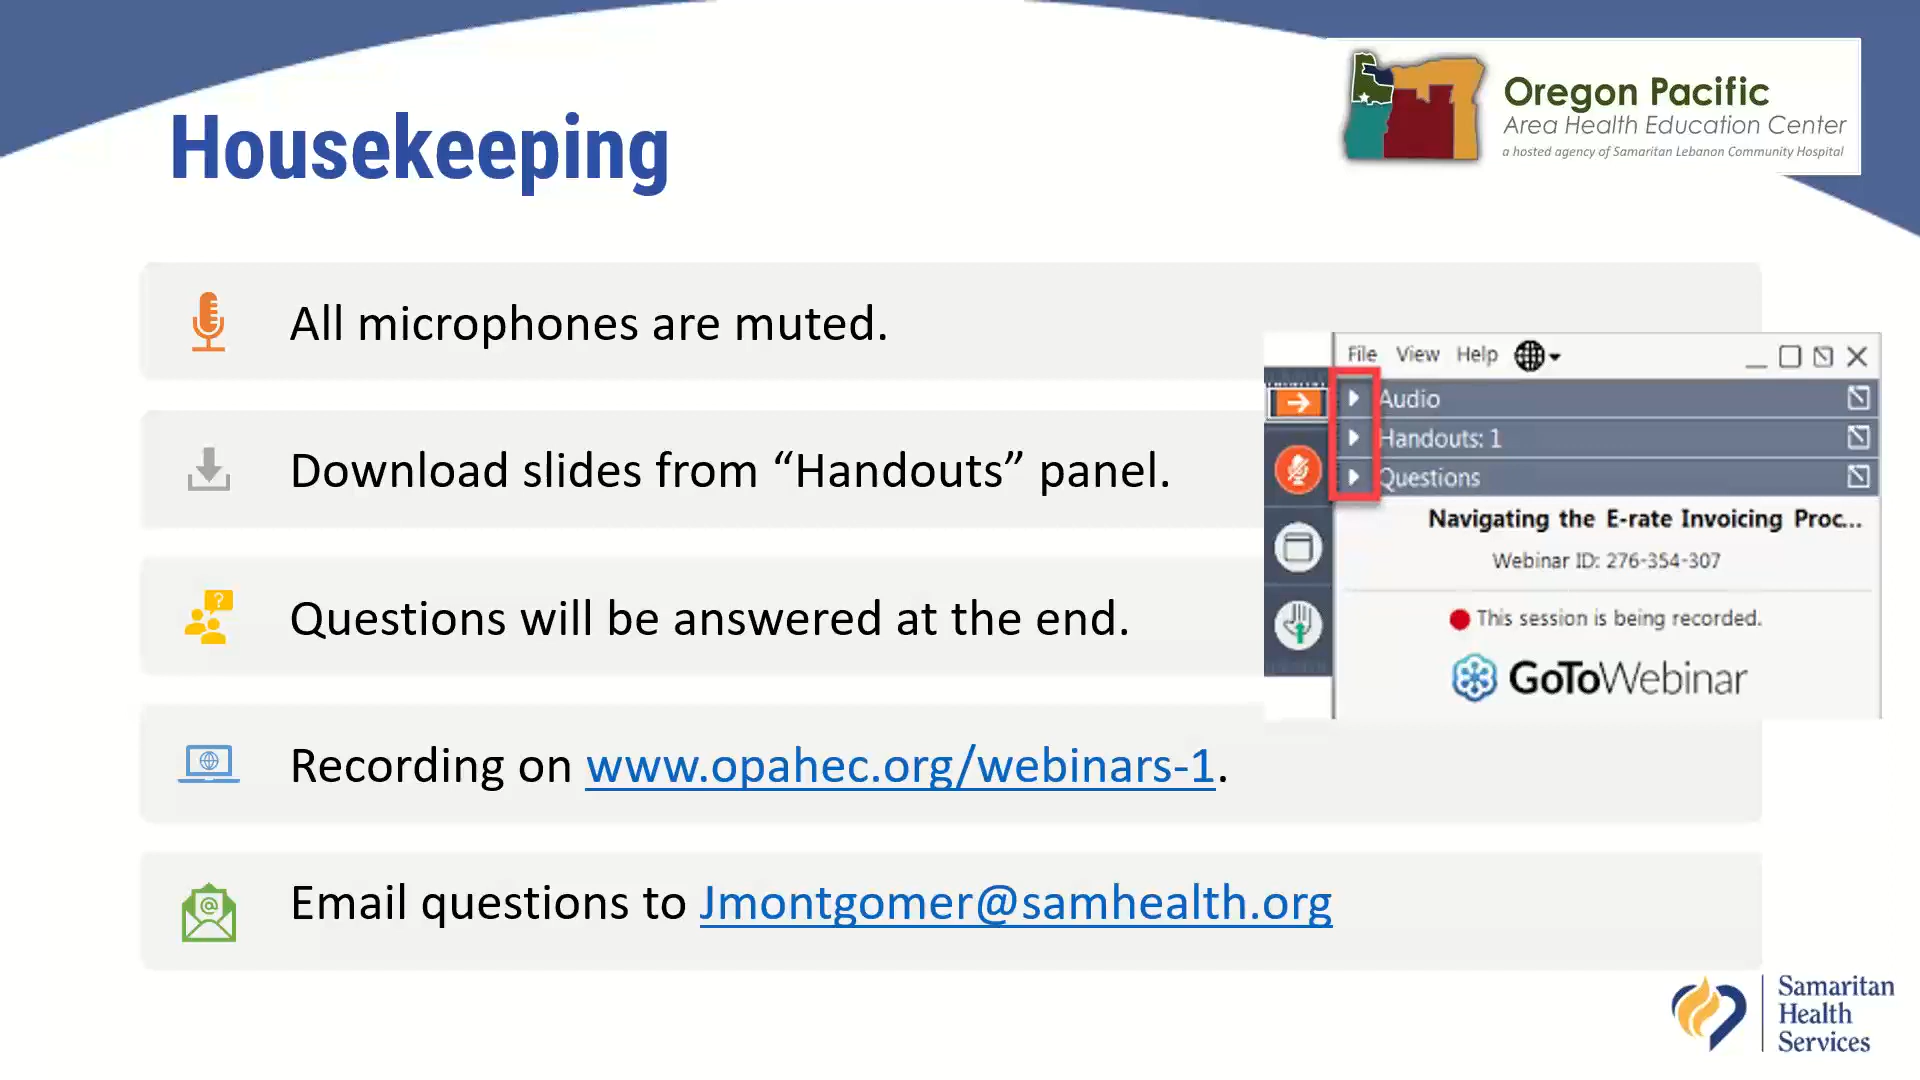 Oregon Pacific
Area Health Education Center
a hosted agency of Samaritan Lebanon Community Hospital
Housekeeping
All microphones are muted.
Download slides from “Handouts” panel.
Questions will be answered at the end.
Recording on www.opahec.org/webinars-1.
Email questions to Jmontgomer@samhealth.org
File View Help
Audio
Handouts: 1
Questions
Navigating the E-rate Invoicing Proc...
Webinar ID: 276-354-307
This session is being recorded.
GoToWebinar
Samaritan
Health
Services